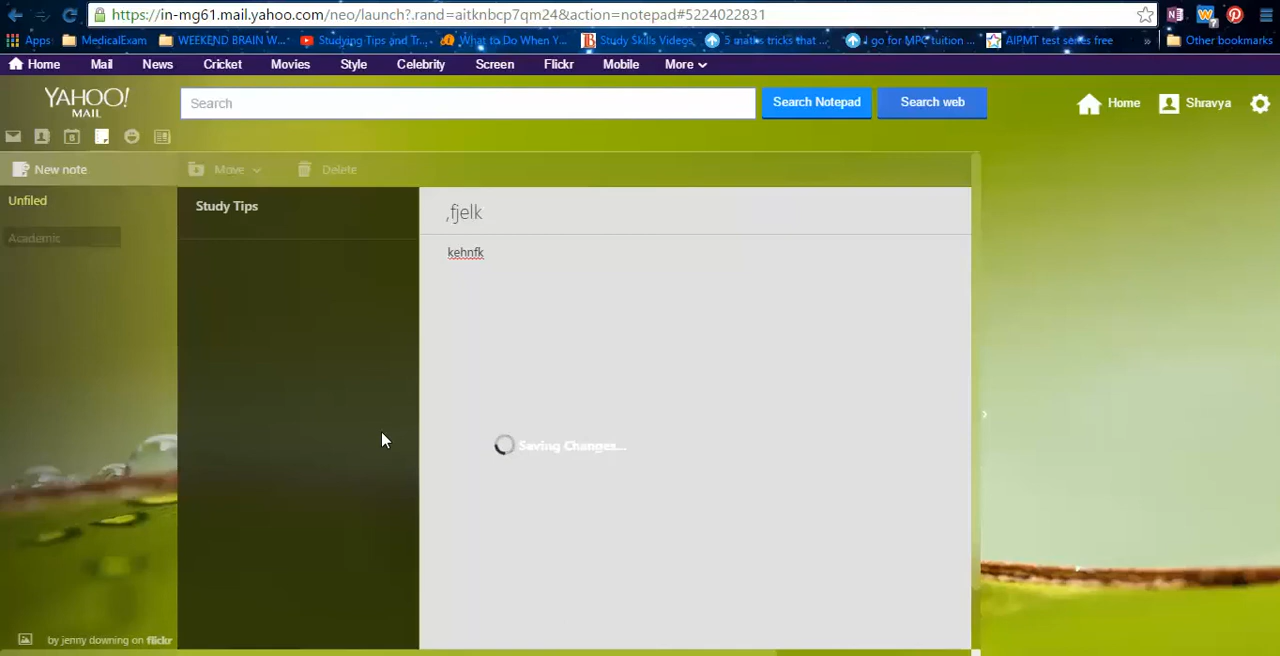 https://in-mg61.mail.yahoo.com/neo/launch?.rand=aitknbcp7qm24&action=notepad#5224022831
Apps MedicalExam WEEKEND BRAIN W... Studying Tips and Tr... What to Do When Y... Study Skills Videos, 5 maths tricks that ... I go for MPC tuition ... AIPMT test series free » Other bookmarks
Home Mail News Cricket Movies Style Celebrity Screen Flickr Mobile More
YAHOO! MAIL
Search Search Notepad Search web Home Shravya
8
New note Move Delete
Unfiled Study Tips ,fjelk
Academic
kehnfk
Saving Changes...
by jenny downing on flickr